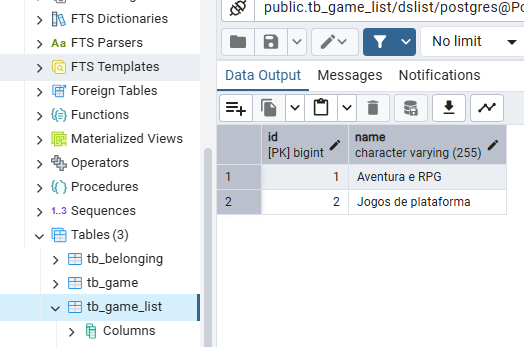 FTS Dictionaries
Aa FTS Parsers
FTS Templates
Foreign Tables
Functions
Materialized Views
Operators
Procedures
1..3 Sequences
Tables (3)
tb_belonging
tb_game
tb_game_list
Columns
public.tb_game_list/dslist/postgres@Po
No limit
Data Output Messages Notifications
id name
[PK] bigint character varying (255)
1 1 Aventura e RPG
2 2 Jogos de plataforma